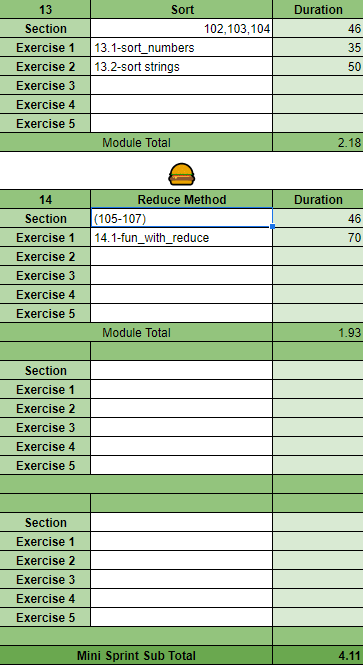 13 Sort Duration
Section 102,103,104 46
Exercise 1 13.1-sort_numbers 35
Exercise 2 13.2-sort strings 50
Exercise 3
Exercise 4
Exercise 5
Module Total 2.18
14 Reduce Method Duration
Section (105-107) 46
Exercise 1 14.1-fun_with_reduce 70
Exercise 2
Exercise 3
Exercise 4
Exercise 5
Module Total 1.93
Section
Exercise 1
Exercise 2
Exercise 3
Exercise 4
Exercise 5
Section
Exercise 1
Exercise 2
Exercise 3
Exercise 4
Exercise 5
Mini Sprint Sub Total 4.11